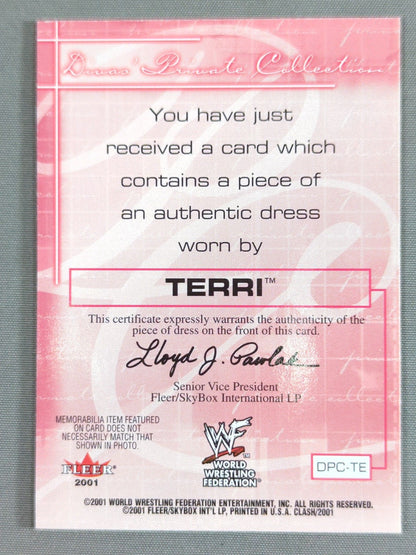 Divas' Private Collection
You have just
received a card which
contains a piece of
an authentic dress
worn by
TERRI™
This certificate expressly warrants the authenticity of the
piece of dress on the front of this card.
Lloyd J. Pawlak
Senior Vice President
Fleer/SkyBox International LP
MEMORABILIA ITEM FEATURED
ON CARD DOES NOT
NECESSARILY MATCH THAT
SHOWN IN PHOTO.
FLEER
2001
WF
WORLD
WRESTLING
FEDERATION®
DPC-TE
©2001 WORLD WRESTLING FEDERATION ENTERTAINMENT, INC. ALL RIGHTS RESERVED.
©2001 FLEER/SKYBOX INT'L LP, PRINTED IN U.S.A. CLASH/2001